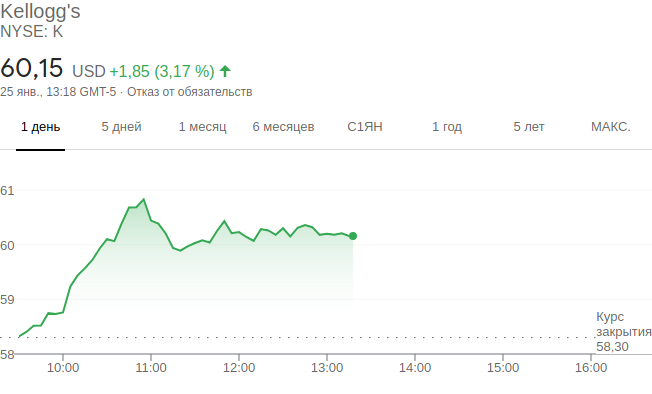 Kellogg's
NYSE: K
60,15 USD +1,85 (3,17 %)
25 янв., 13:18 GMT-5 · Отказ от обязательств
1 день 5 дней 1 месяц 6 месяцев С1ЯН 1 год 5 лет МАКС.
61
60
59
Курс
закрытия
58,30
58
10:00 11:00 12:00 13:00 14:00 15:00 16:00